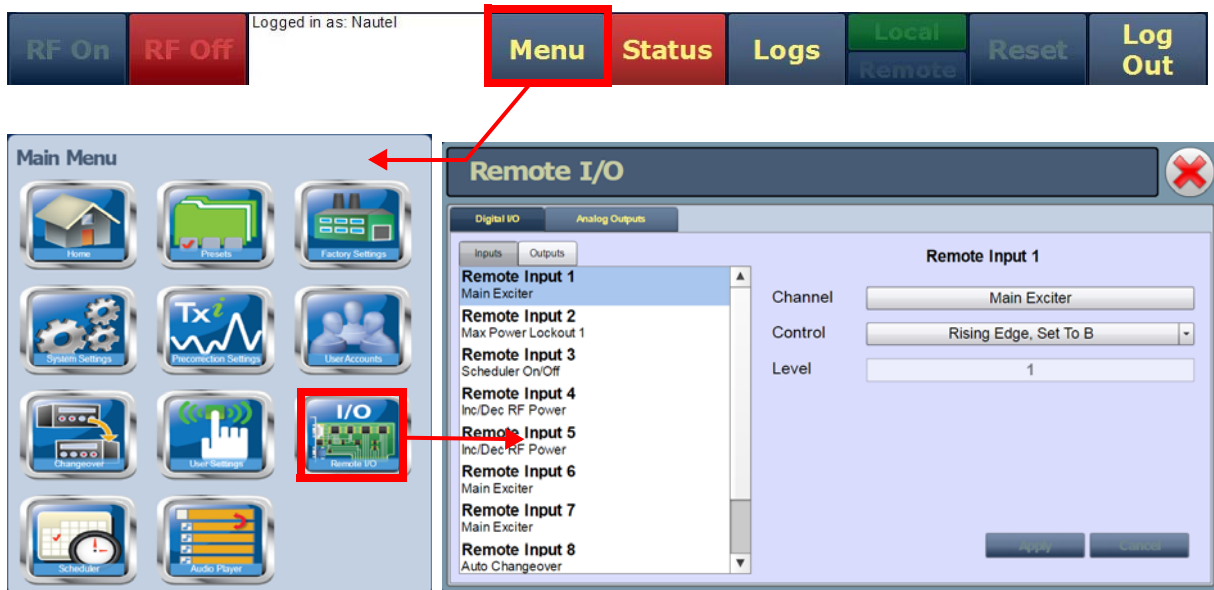 RF On
RF Off
Logged in as: Nautel
Menu
Status
Logs
Local
Remote
Reset
Log
Out
Main Menu
Home
Presets
Factory Settings
Tx i
System Settings
Precorrection Settings
User Accounts
I/O
Changeover
User Settings
Remote I/O
Scheduler
Audio Player
Remote I/O
Digital I/O
Analog Outputs
Inputs
Outputs
Remote Input 1
Main Exciter
Remote Input 2
Max Power Lockout 1
Remote Input 3
Scheduler On/Off
Remote Input 4
Inc/Dec RF Power
Remote Input 5
Inc/Dec RF Power
Remote Input 6
Main Exciter
Remote Input 7
Main Exciter
Remote Input 8
Auto Changeover
Remote Input 1
Channel
Main Exciter
Control
Rising Edge, Set To B
Level
1
Apply
Cancel